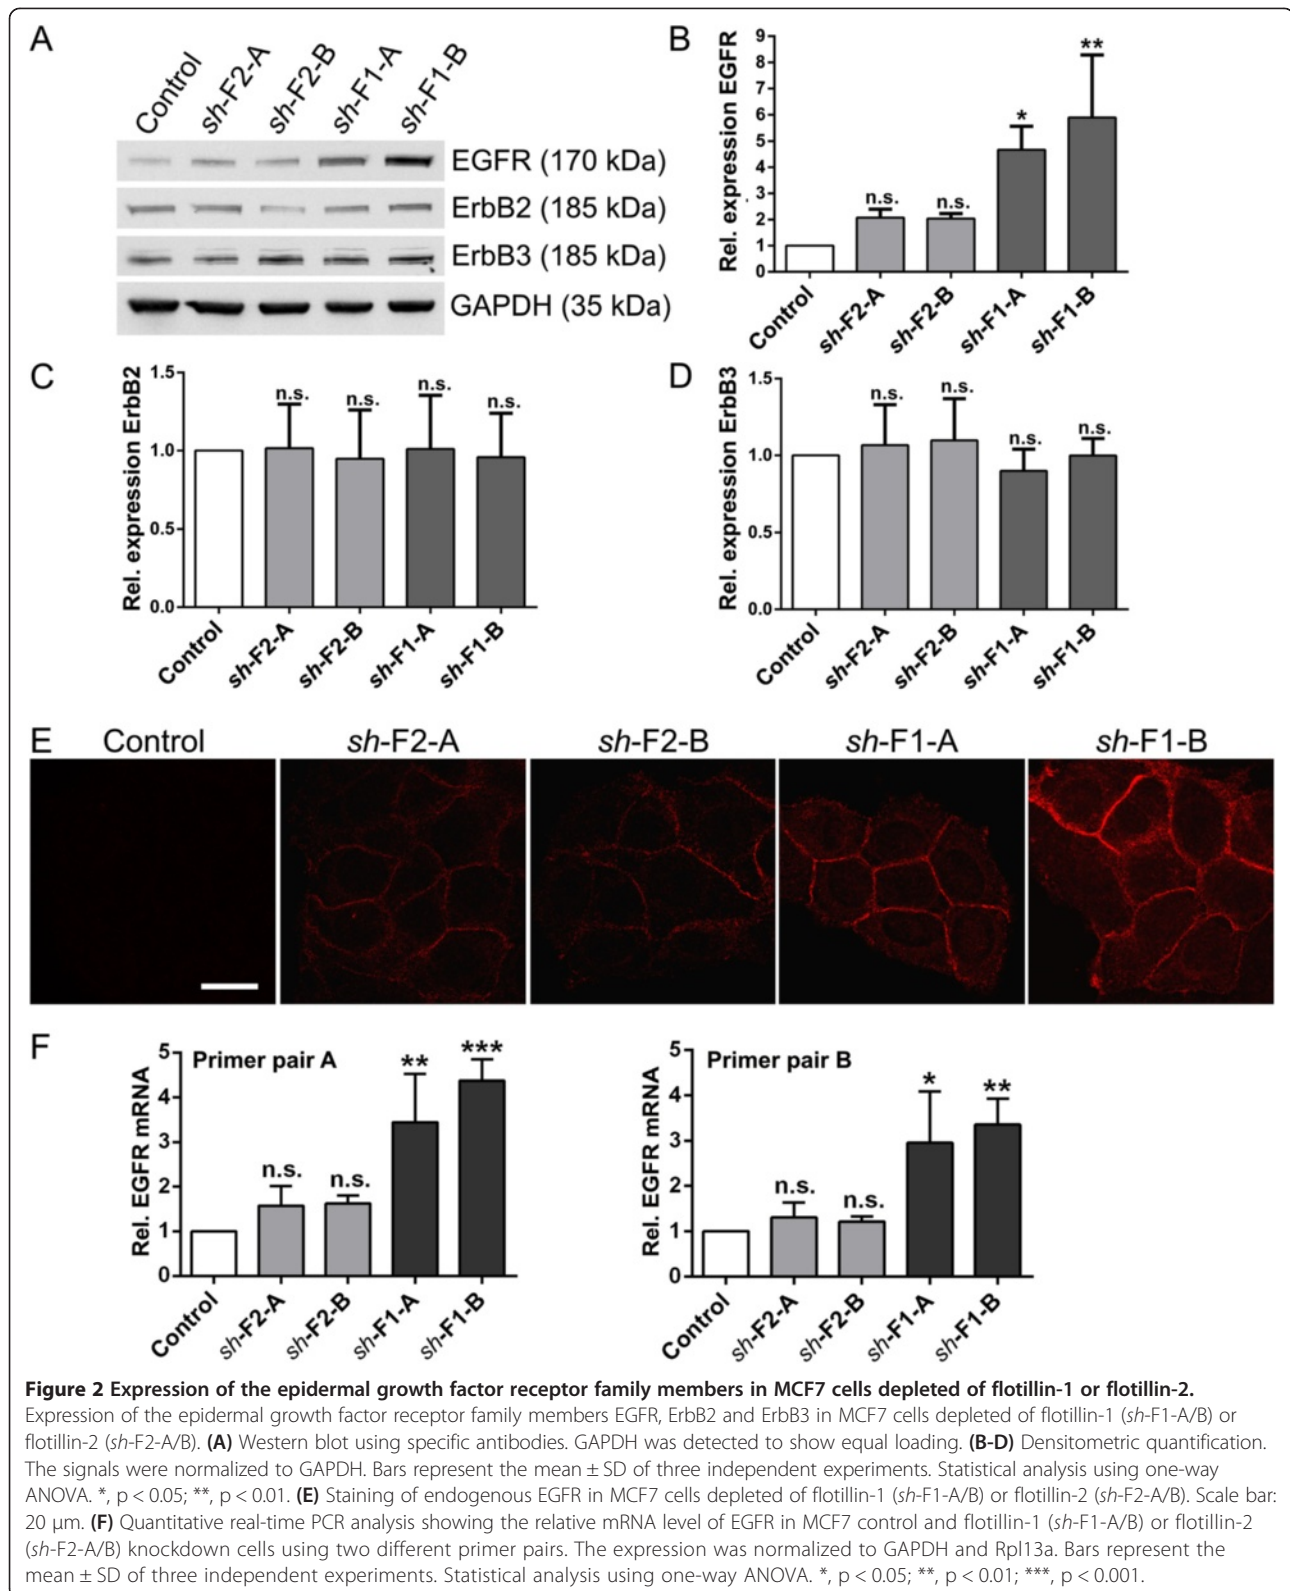 A
Control
sh-F2-A
sh-F2-B
sh-F1-A
sh-F1-B
EGFR (170 kDa)
ErbB2 (185 kDa)
ErbB3 (185 kDa)
GAPDH (35 kDa)
B
Rel. expression EGFR
9
8
7
6
5
4
3
2
1
0
n.s.
n.s.
*
**
Control
sh-F2-A
sh-F2-B
sh-F1-A
sh-F1-B
C
Rel. expression ErbB2
1.5
1.0
0.5
0.0
n.s.
n.s.
n.s.
n.s.
Control
sh-F2-A
sh-F2-B
sh-F1-A
sh-F1-B
D
Rel. expression ErbB3
1.5
1.0
0.5
0.0
n.s.
n.s.
n.s.
n.s.
Control
sh-F2-A
sh-F2-B
sh-F1-A
sh-F1-B
E
Control
sh-F2-A
sh-F2-B
sh-F1-A
sh-F1-B
F
Primer pair A
Rel. EGFR mRNA
5
4
3
2
1
0
n.s.
n.s.
**
***
Control
sh-F2-A
sh-F2-B
sh-F1-A
sh-F1-B
Primer pair B
Rel. EGFR mRNA
5
4
3
2
1
0
n.s.
n.s.
*
**
Control
sh-F2-A
sh-F2-B
sh-F1-A
sh-F1-B
Figure 2 Expression of the epidermal growth factor receptor family members in MCF7 cells depleted of flotillin-1 or flotillin-2.
Expression of the epidermal growth factor receptor family members EGFR, ErbB2 and ErbB3 in MCF7 cells depleted of flotillin-1 (sh-F1-A/B) or
flotillin-2 (sh-F2-A/B). (A) Western blot using specific antibodies. GAPDH was detected to show equal loading. (B-D) Densitometric quantification.
The signals were normalized to GAPDH. Bars represent the mean ± SD of three independent experiments. Statistical analysis using one-way
ANOVA. *, p < 0.05; **, p < 0.01. (E) Staining of endogenous EGFR in MCF7 cells depleted of flotillin-1 (sh-F1-A/B) or flotillin-2 (sh-F2-A/B). Scale bar:
20 μm. (F) Quantitative real-time PCR analysis showing the relative mRNA level of EGFR in MCF7 control and flotillin-1 (sh-F1-A/B) or flotillin-2
(sh-F2-A/B) knockdown cells using two different primer pairs. The expression was normalized to GAPDH and Rpl13a. Bars represent the
mean ± SD of three independent experiments. Statistical analysis using one-way ANOVA. *, p < 0.05; **, p < 0.01; ***, p < 0.001.